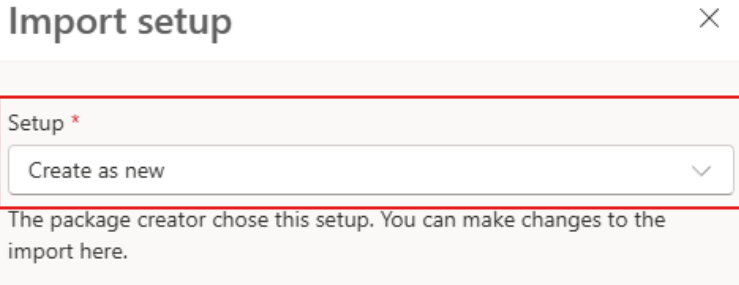 Import setup
Setup *
Create as new
The package creator chose this setup. You can make changes to the
import here.